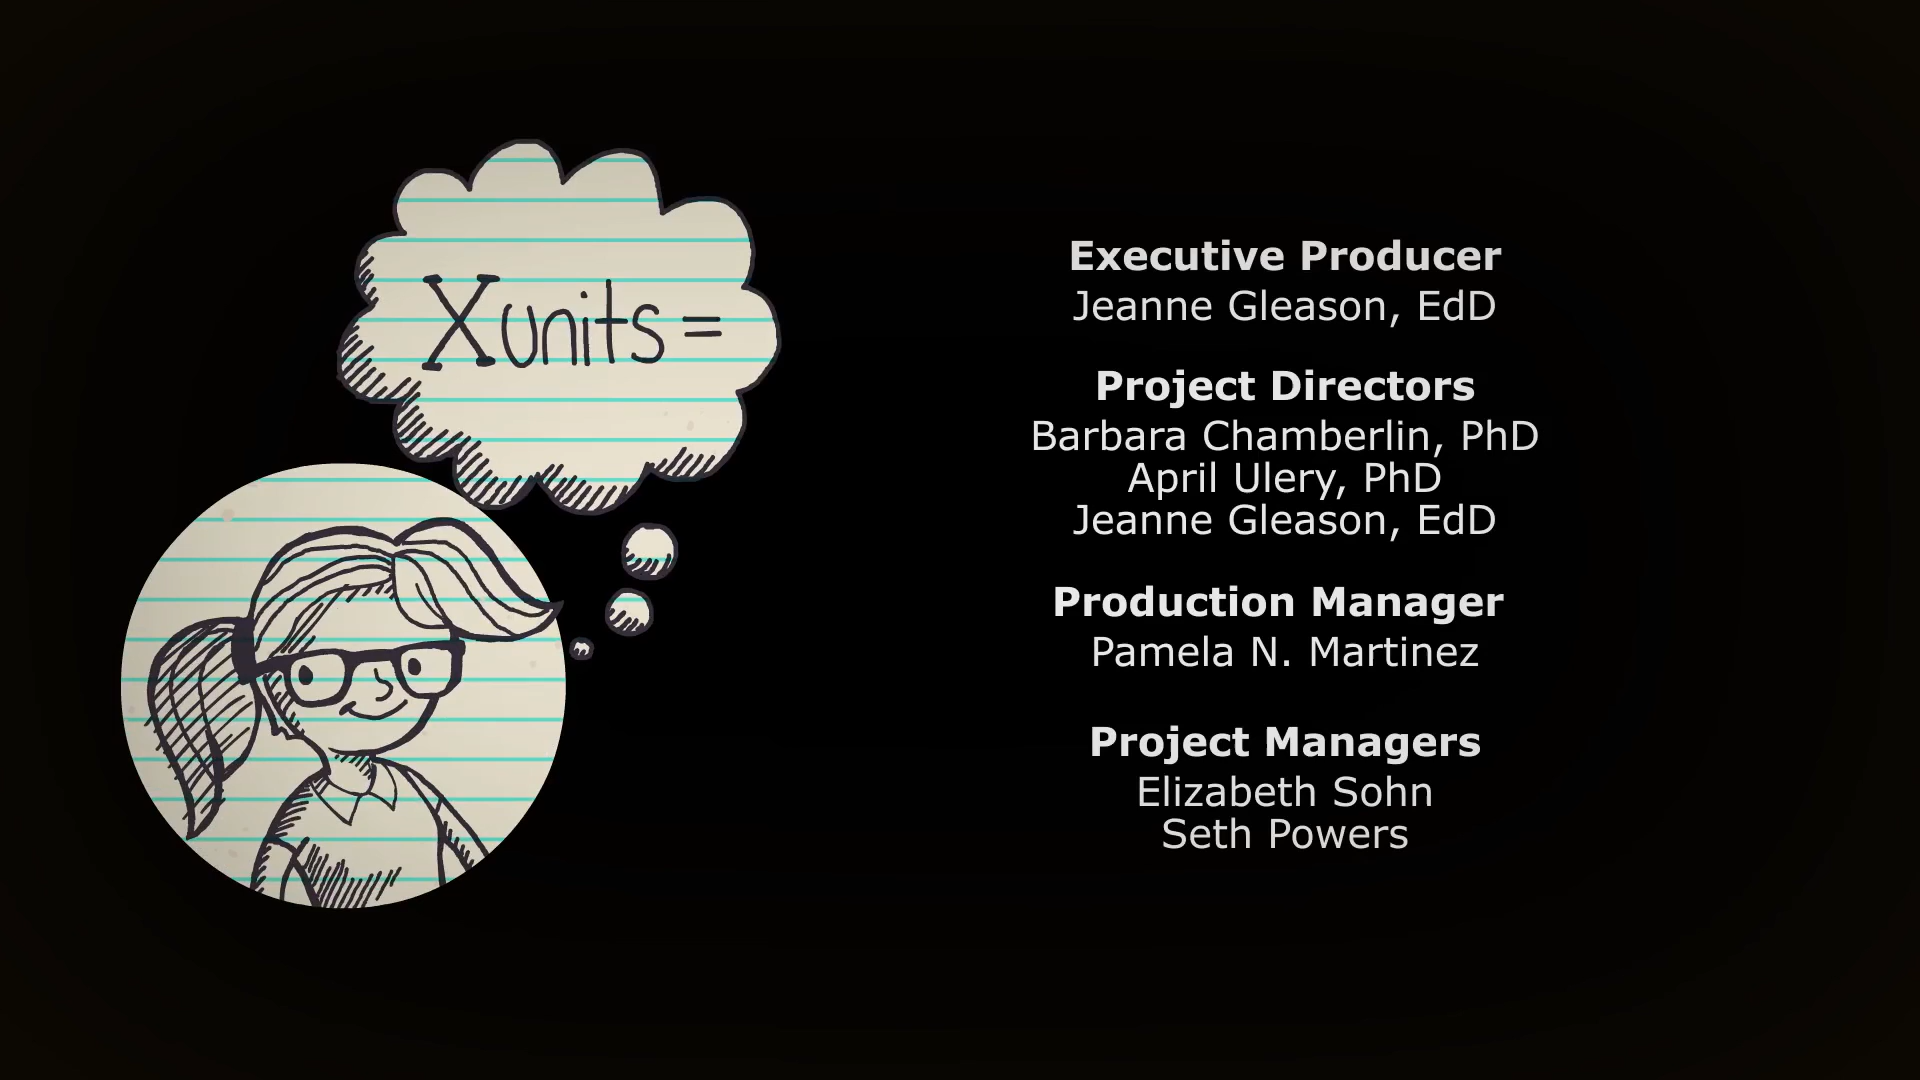 X units =
Executive Producer
Jeanne Gleason, EdD
Project Directors
Barbara Chamberlin, PhD
April Ulery, PhD
Jeanne Gleason, EdD
Production Manager
Pamela N. Martinez
Project Managers
Elizabeth Sohn
Seth Powers